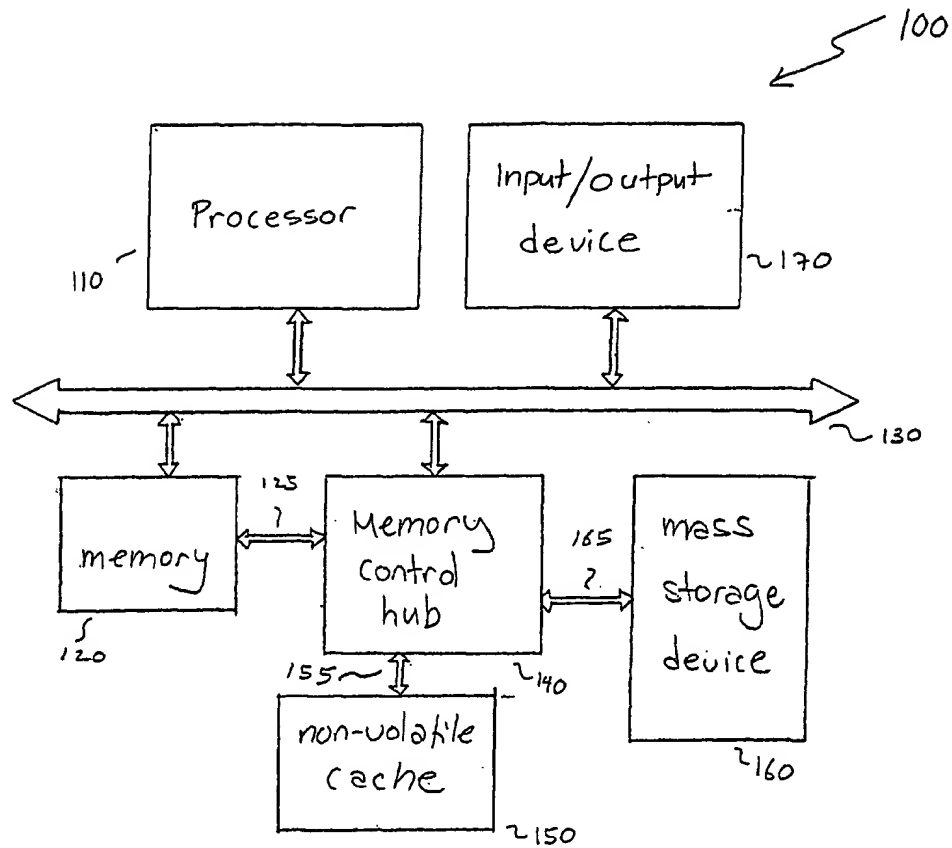 100
Processor
110
Input/output
device
170
130
memory
120
125
Memory
control
hub
140
155
non-volatile
cache
150
165
mass
storage
device
160